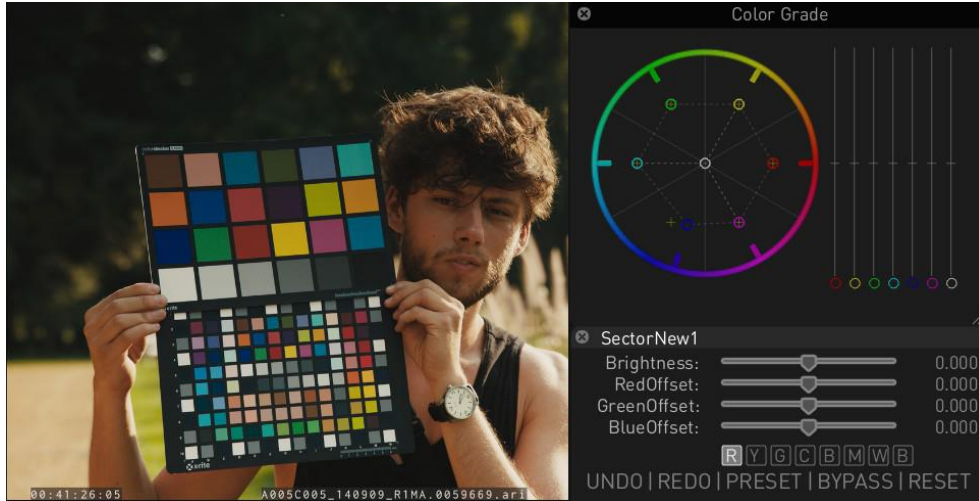 Color Grade
SectorNew1
Brightness: 0.000
RedOffset: 0.000
GreenOffset: 0.000
BlueOffset: 0.000
R Y G C B M W B
UNDO | REDO | PRESET | BYPASS | RESET
x-rite
x-rite
00:41:26:05
A005C005_140909_R1MA.0059669.ari